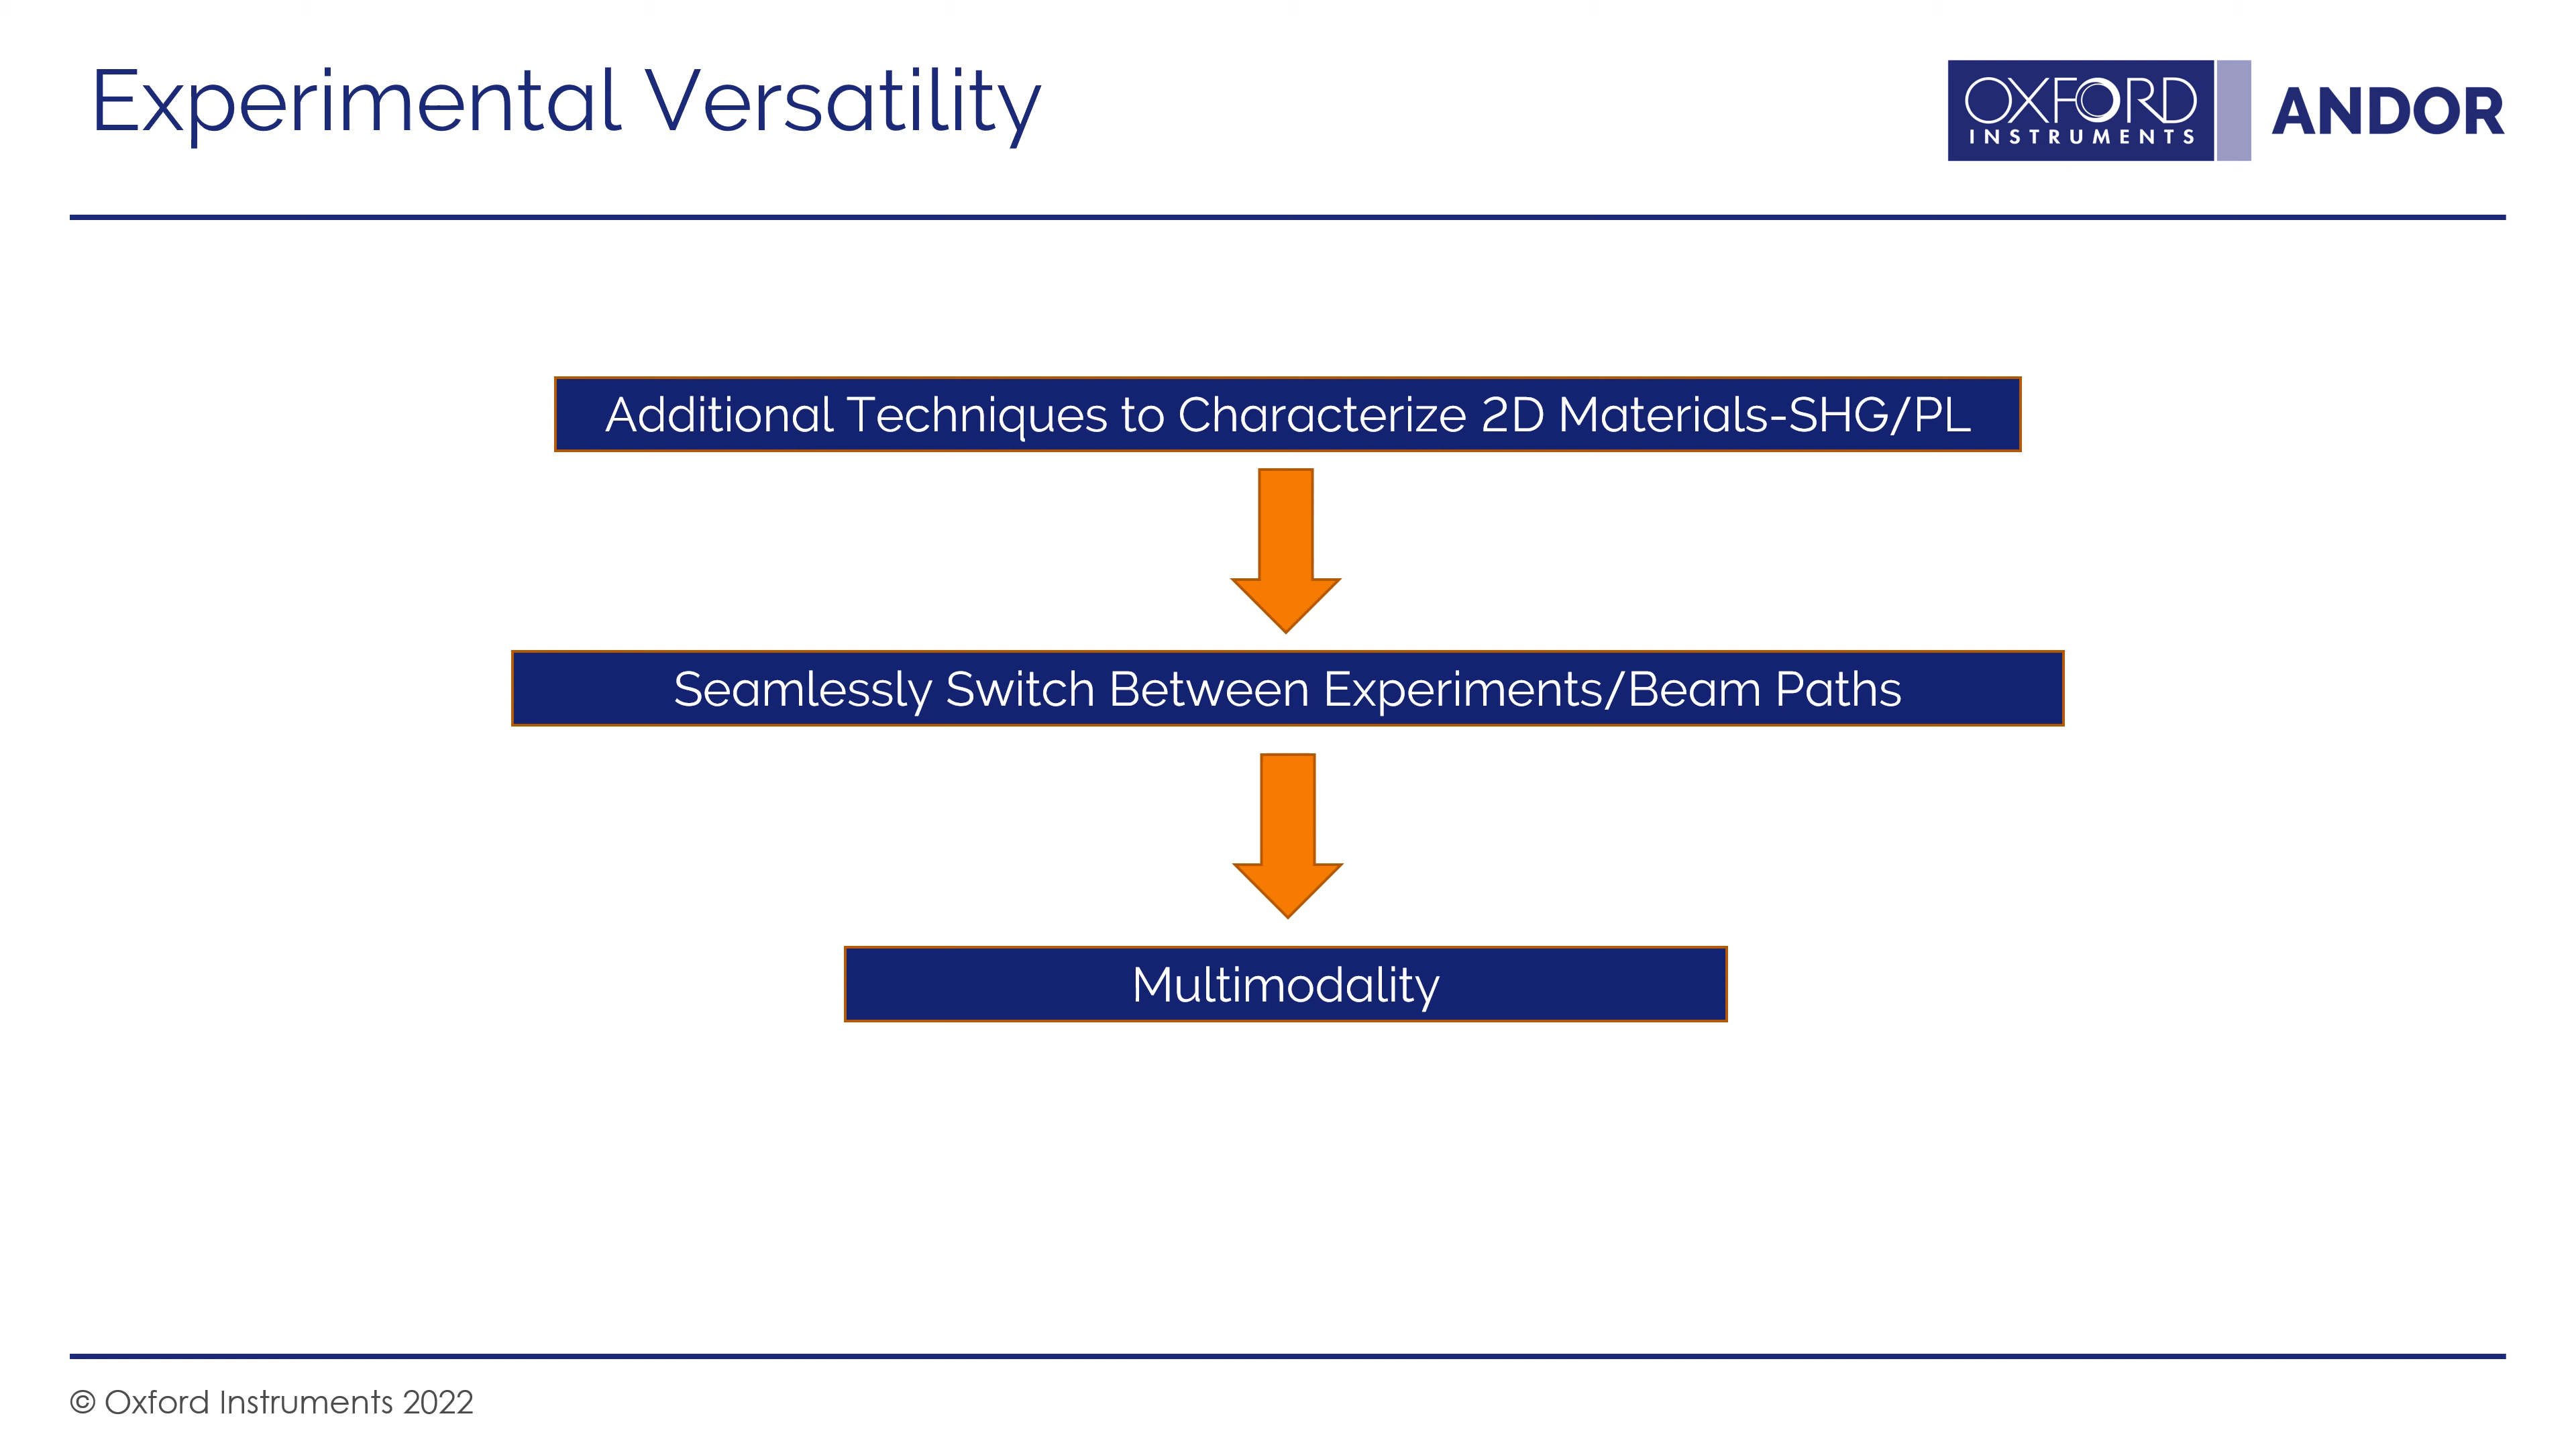 Experimental Versatility
OXFORD
INSTRUMENTS
ANDOR
Additional Techniques to Characterize 2D Materials-SHG/PL
Seamlessly Switch Between Experiments/Beam Paths
Multimodality
© Oxford Instruments 2022